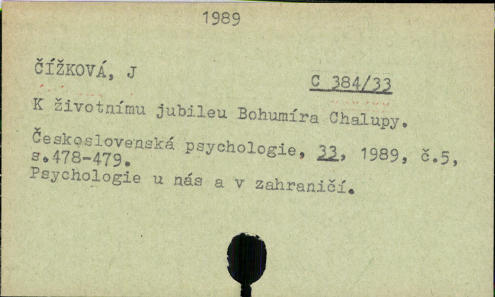 1989
ČÍŽKOVÁ, J
C 384/33
K životnímu jubileu Bohumíra Chalupy.
Československá psychologie, 33, 1989, č.5,
s.478-479.
Psychologie u nás a v zahraničí.